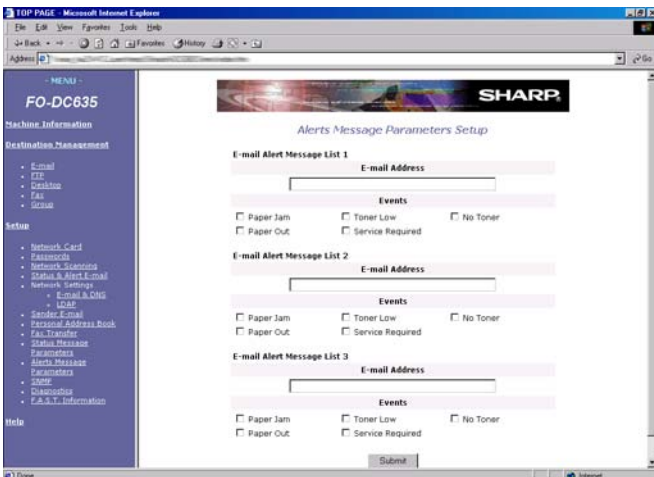 TOP PAGE - Microsoft Internet Explorer
File Edit View Favorites Tools Help
Back Favorites History
Address Go
- MENU -
FO-DC635
Machine Information
Destination Management
E-mail
FTP
Desktop
Fax
Group
Setup
Network Card
Passwords
Network Scanning
Status & Alert E-mail
Network Settings
E-mail & DNS
LDAP
Sender E-mail
Personal Address Book
Fax Transfer
Status Message
Parameters
Alerts Message
Parameters
SNMP
Diagnostics
F.A.S.T. Information
Help
SHARP
Alerts Message Parameters Setup
E-mail Alert Message List 1
E-mail Address
Events
Paper Jam Toner Low No Toner
Paper Out Service Required
E-mail Alert Message List 2
E-mail Address
Events
Paper Jam Toner Low No Toner
Paper Out Service Required
E-mail Alert Message List 3
E-mail Address
Events
Paper Jam Toner Low No Toner
Paper Out Service Required
Submit
Done Internet